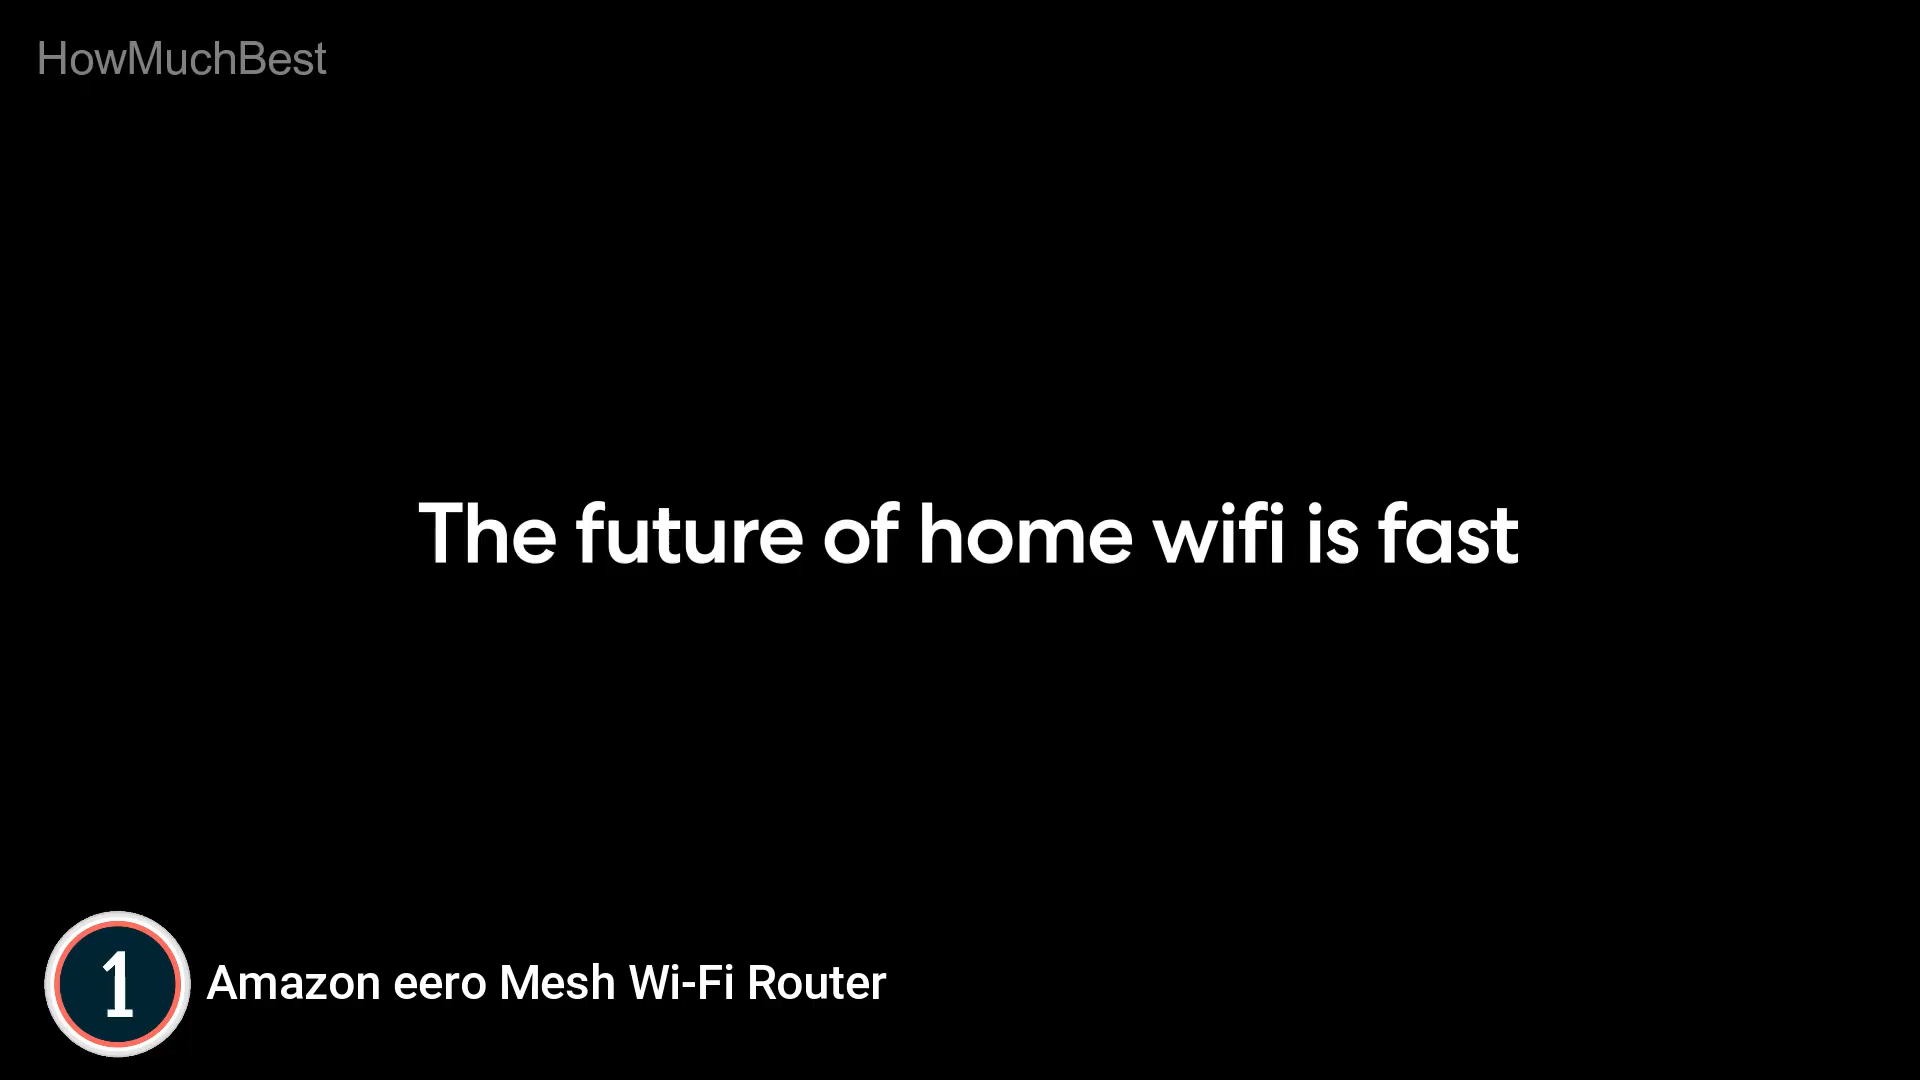 HowMuchBest
The future of home wifi is fast
1
Amazon eero Mesh Wi-Fi Router